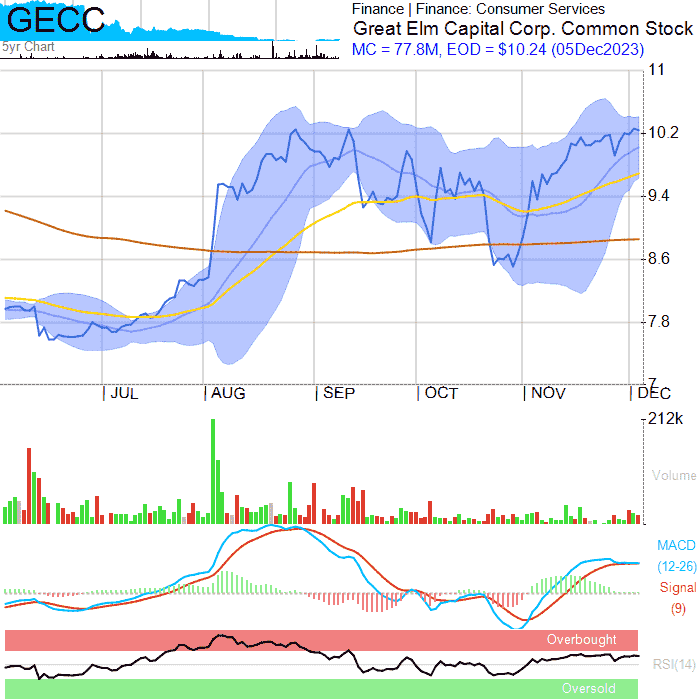 GECC
5yr Chart
Finance | Finance: Consumer Services
Great Elm Capital Corp. Common Stock
MC = 77.8M, EOD = $10.24 (05Dec2023)
11
10.2
9.4
8.6
7.8
7
JUL AUG SEP OCT NOV DEC
212k
Volume
MACD
(12-26)
Signal
(9)
Overbought
RSI(14)
Oversold